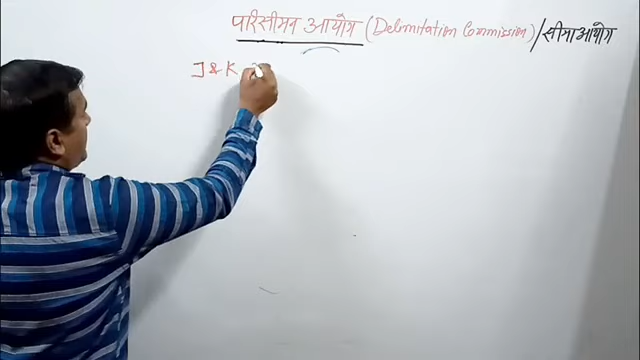 परिसीमन आयोग (Delimitation Commission) / सीमा आयोग
J & K